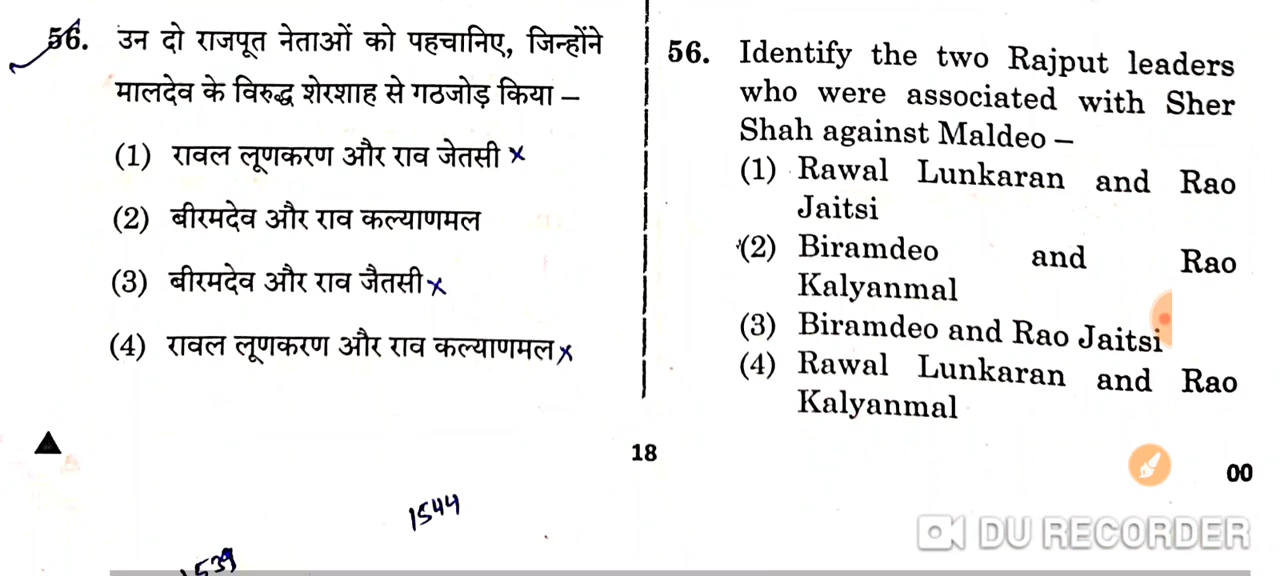 56. उन दो राजपूत नेताओं को पहचानिए, जिन्होंने
मालदेव के विरुद्ध शेरशाह से गठजोड़ किया –
(1) रावल लूणकरण और राव जेतसी ×
(2) बीरमदेव और राव कल्याणमल
(3) बीरमदेव और राव जैतसी ×
(4) रावल लूणकरण और राव कल्याणमल ×
56. Identify the two Rajput leaders
who were associated with Sher
Shah against Maldeo –
(1) Rawal Lunkaran and Rao
Jaitsi
(2) Biramdeo and Rao
Kalyanmal
(3) Biramdeo and Rao Jaitsi
(4) Rawal Lunkaran and Rao
Kalyanmal
18
00
1544
1539
DU RECORDER